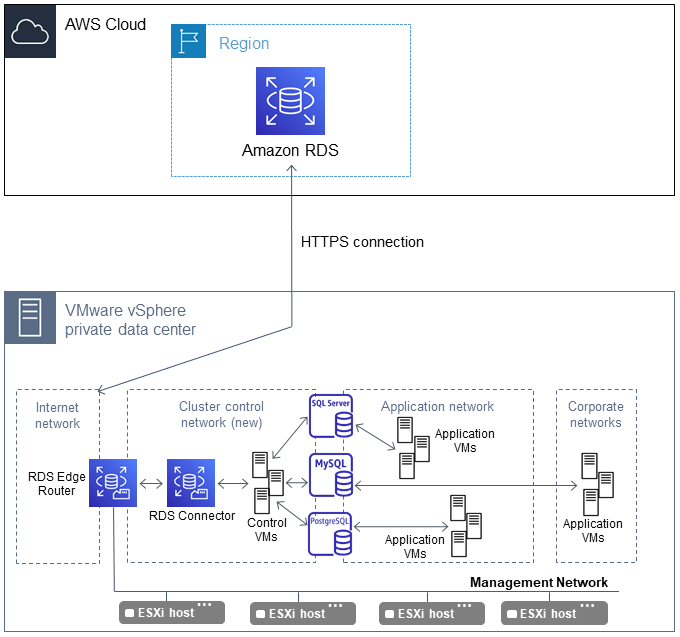 AWS Cloud
Region
Amazon RDS
HTTPS connection
VMware vSphere
private data center
Internet
network
Cluster control
network (new)
SQL Server
Application network
Corporate
networks
Application
VMs
MySQL
RDS Edge
Router
RDS Connector
Control
VMs
PostgreSQL
Application
VMs
Application
VMs
Management Network
ESXi host ...
ESXi host ...
ESXi host ...
ESXi host ...